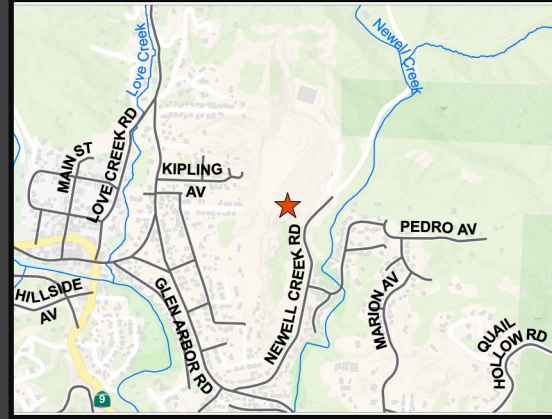 Love Creek
Newell Creek
LOVE CREEK RD
MAIN ST
KIPLING
AV
PEDRO AV
NEWELL CREEK RD
MARION AV
HILLSIDE
AV
GLEN ARBOR RD
QUAIL
HOLLOW RD
9